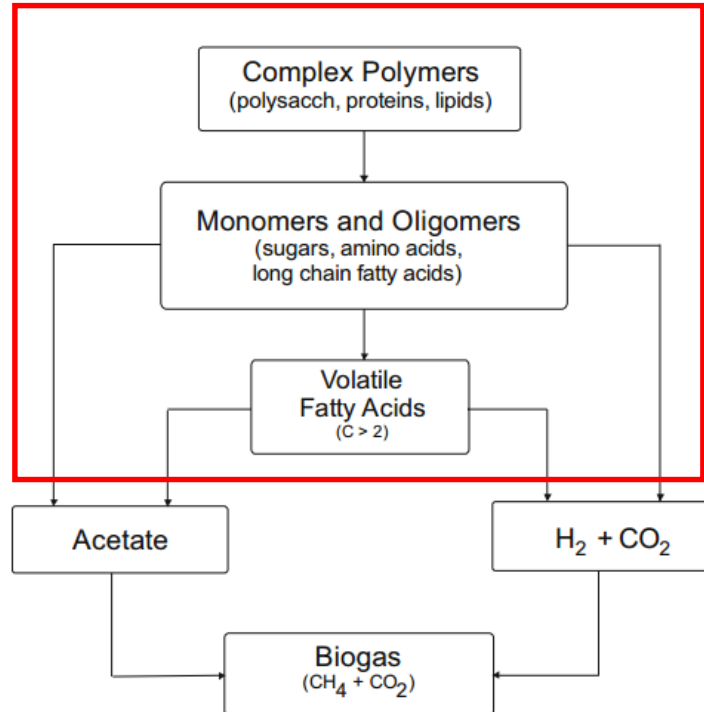 Complex Polymers
(polysacch, proteins, lipids)
Monomers and Oligomers
(sugars, amino acids,
long chain fatty acids)
Volatile
Fatty Acids
(C > 2)
Acetate
H₂ + CO₂
Biogas
(CH₄ + CO₂)